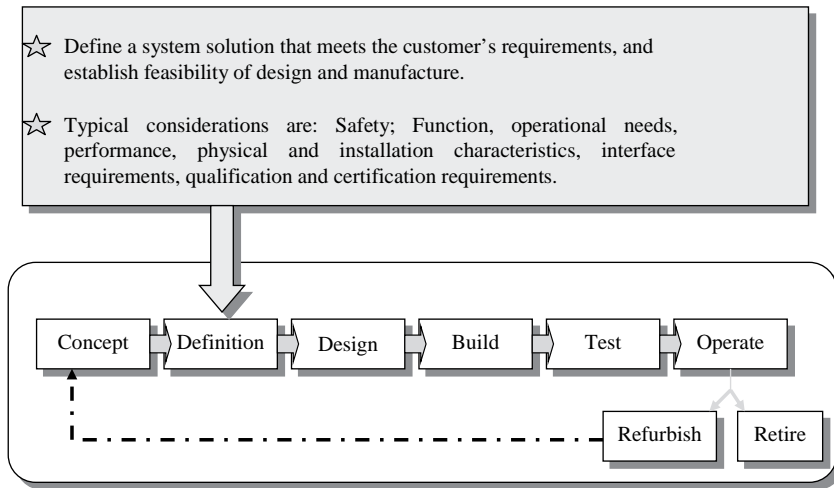 Define a system solution that meets the customer's requirements, and
establish feasibility of design and manufacture.
Typical considerations are: Safety; Function, operational needs,
performance, physical and installation characteristics, interface
requirements, qualification and certification requirements.
Concept
Definition
Design
Build
Test
Operate
Refurbish
Retire